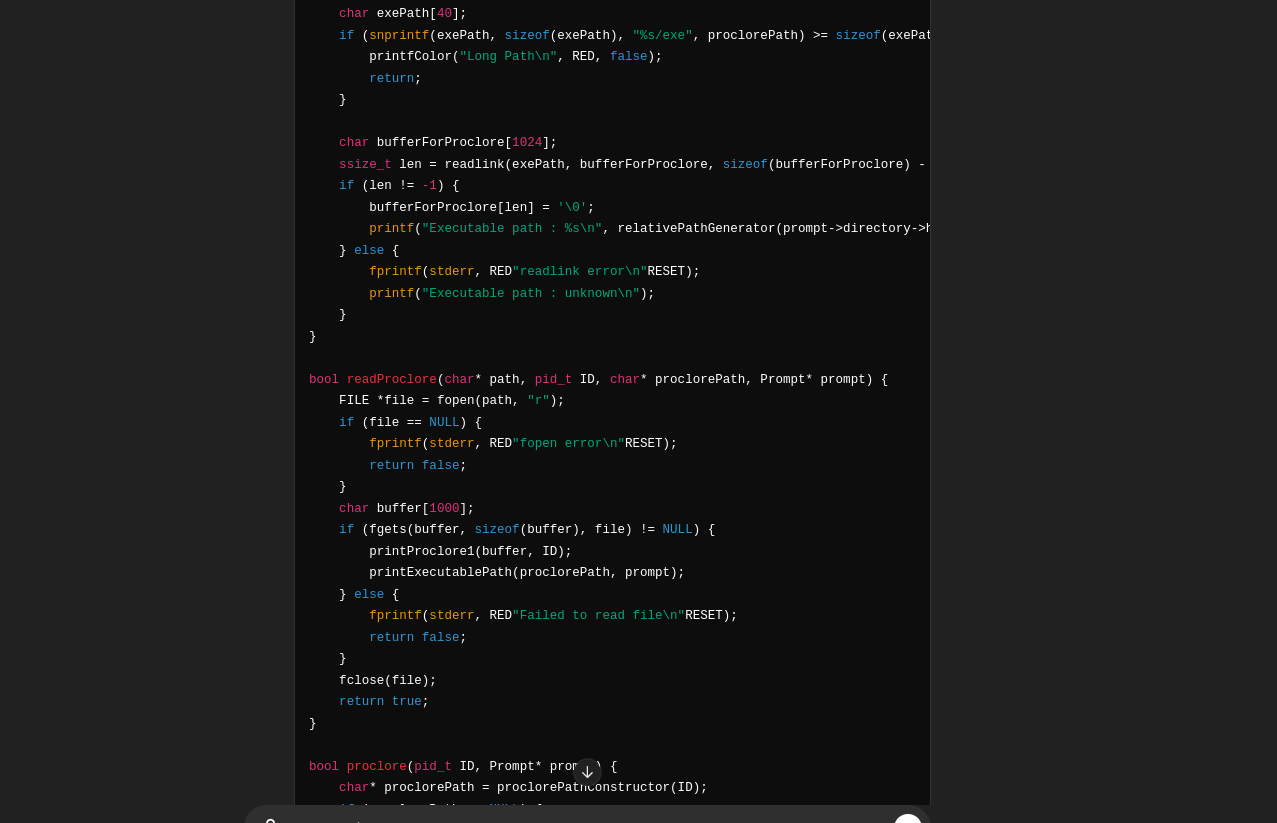 char exePath[40];
if (snprintf(exePath, sizeof(exePath), "%s/exe", proclorePath) >= sizeof(exePat
printfColor("Long Path\n", RED, false);
return;
}
char bufferForProclore[1024];
ssize_t len = readlink(exePath, bufferForProclore, sizeof(bufferForProclore) -
if (len != -1) {
bufferForProclore[len] = '\0';
printf("Executable path : %s\n", relativePathGenerator(prompt->directory->h
} else {
fprintf(stderr, RED"readlink error\n"RESET);
printf("Executable path : unknown\n");
}
}
bool readProclore(char* path, pid_t ID, char* proclorePath, Prompt* prompt) {
FILE *file = fopen(path, "r");
if (file == NULL) {
fprintf(stderr, RED"fopen error\n"RESET);
return false;
}
char buffer[1000];
if (fgets(buffer, sizeof(buffer), file) != NULL) {
printProclore1(buffer, ID);
printExecutablePath(proclorePath, prompt);
} else {
fprintf(stderr, RED"Failed to read file\n"RESET);
return false;
}
fclose(file);
return true;
}
bool proclore(pid_t ID, Prompt* prom ) {
char* proclorePath = proclorePathConstructor(ID);